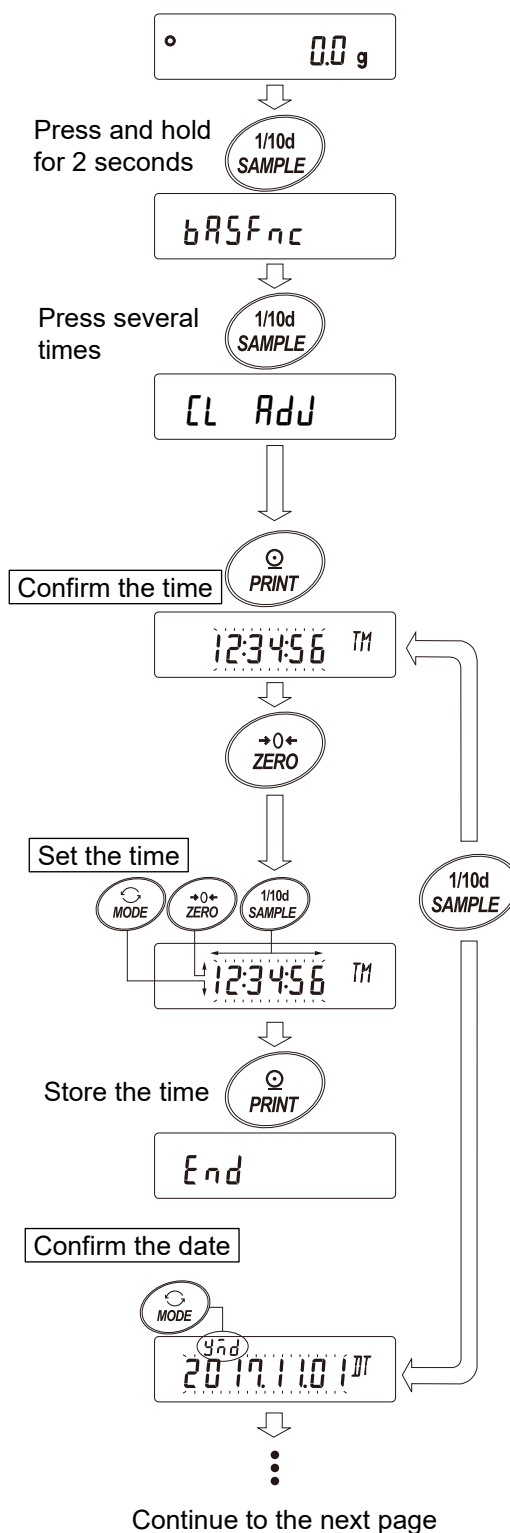 0.0 g
Press and hold
for 2 seconds
1/10d
SAMPLE
bASFnc
Press several
times
1/10d
SAMPLE
CL AdJ
PRINT
Confirm the time
12:34:56 TM
→0←
ZERO
Set the time
MODE
→0←
ZERO
1/10d
SAMPLE
1/10d
SAMPLE
12:34:56 TM
Store the time
PRINT
End
Confirm the date
MODE
ymd
2017.11.01 DT
Continue to the next page